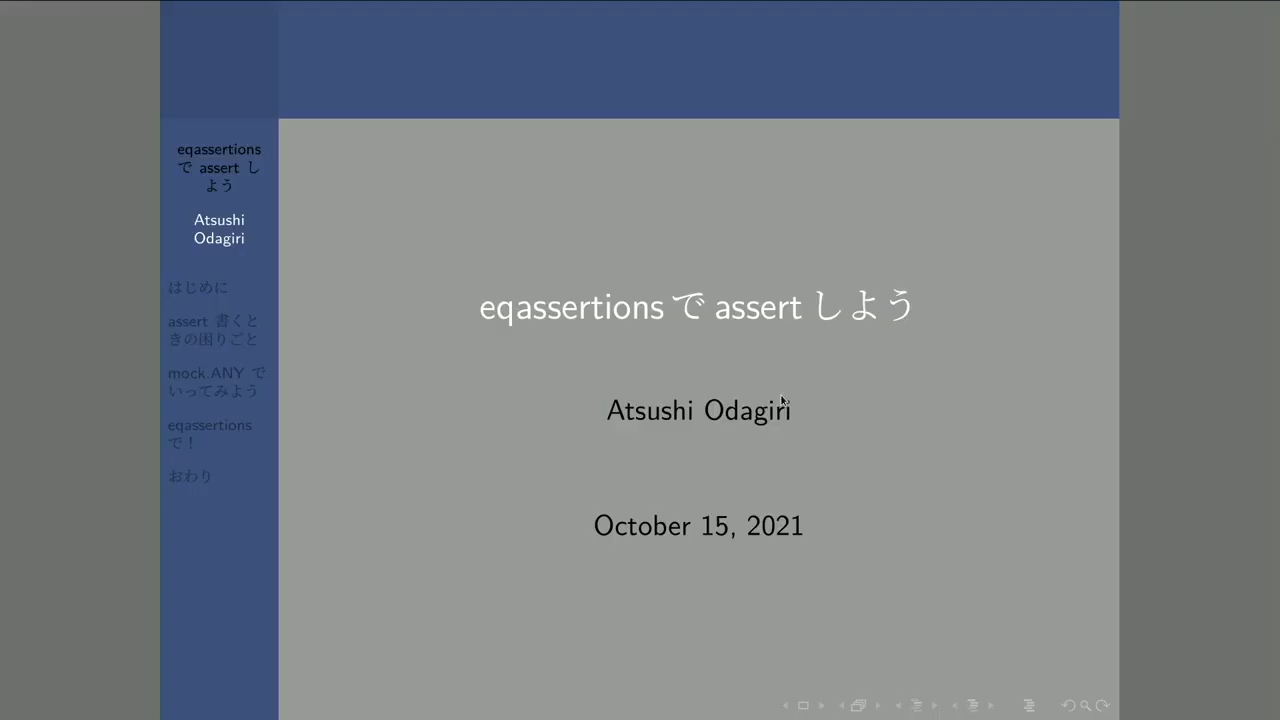 eqassertions
で assert し
よう
Atsushi
Odagiri
はじめに
assert 書くと
きの困りごと
mock.ANY で
いってみよう
eqassertions
で！
おわり
eqassertions で assert しよう
Atsushi Odagiri
October 15, 2021